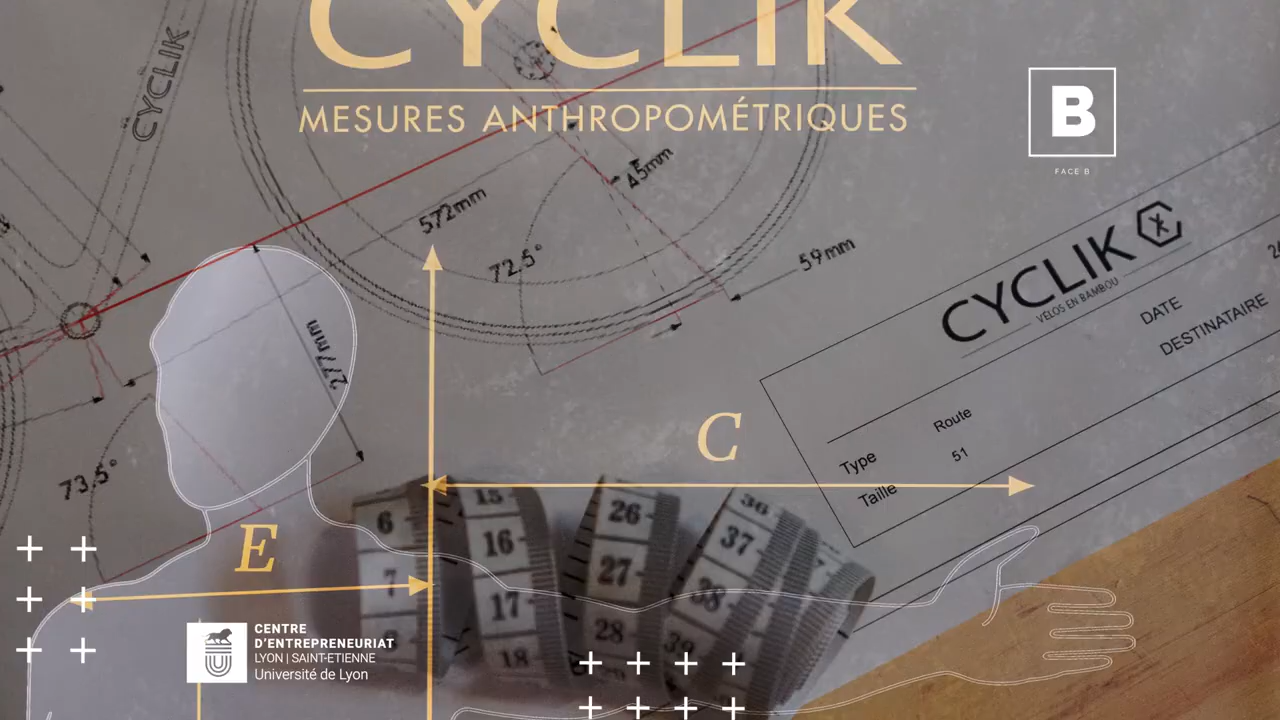 CYCLIK
MESURES ANTHROPOMÉTRIQUES
B
FACE B
CYCLIK
45mm
572mm
72.5°
59mm
277mm
73.5°
CYCLIK
VÉLOS EN BAMBOU
DATE
DESTINATAIRE
Type Route
Taille 51
C
E
6
7
15
16
17
18
26
27
28
36
37
38
39
CENTRE
D'ENTREPRENEURIAT
LYON | SAINT-ETIENNE
Université de Lyon